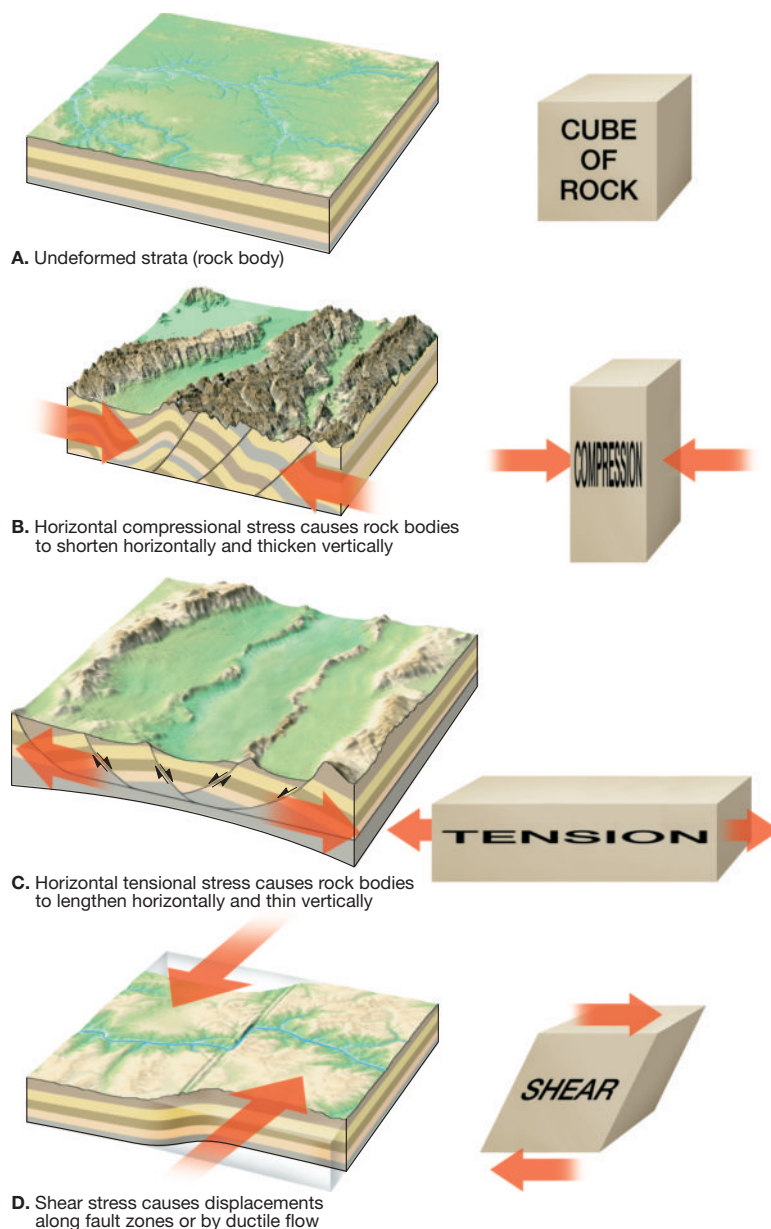 CUBE
OF
ROCK
A. Undeformed strata (rock body)
COMPRESSION
B. Horizontal compressional stress causes rock bodies
to shorten horizontally and thicken vertically
TENSION
C. Horizontal tensional stress causes rock bodies
to lengthen horizontally and thin vertically
SHEAR
D. Shear stress causes displacements
along fault zones or by ductile flow